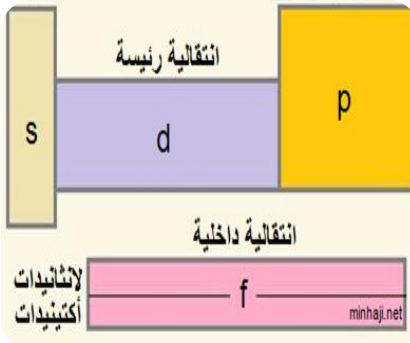 انتقالية رئيسة
s
d
p
انتقالية داخلية
لانثانيدات
أكتينيدات
f
minhaji.net